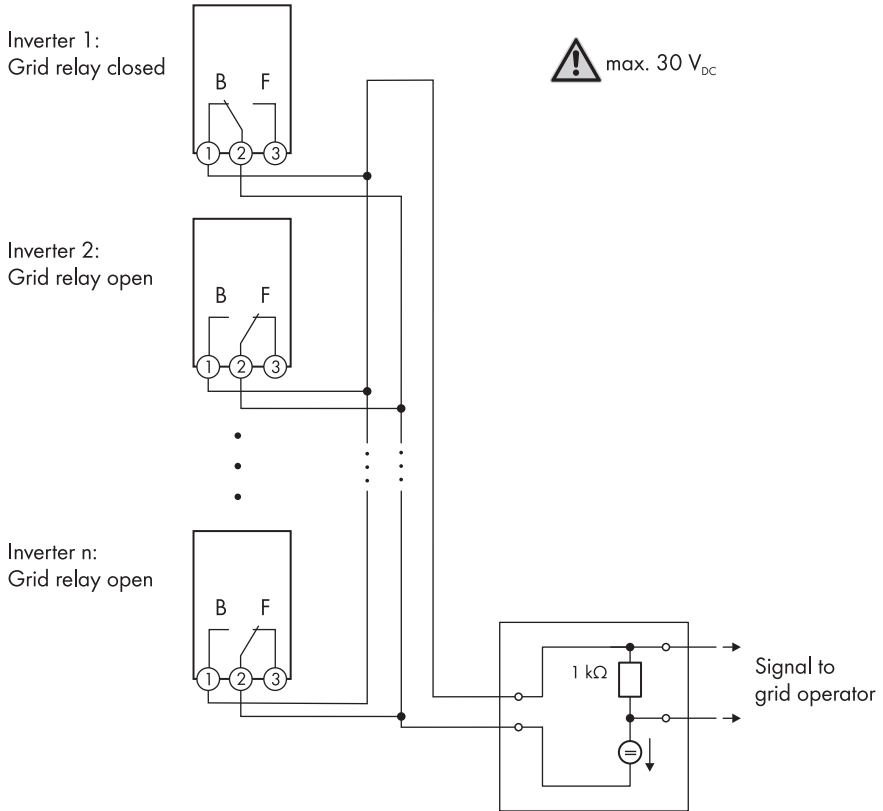 Inverter 1:
Grid relay closed
B F
1 2 3
max. 30 VDC
Inverter 2:
Grid relay open
B F
1 2 3
Inverter n:
Grid relay open
B F
1 2 3
1 kΩ
Signal to
grid operator